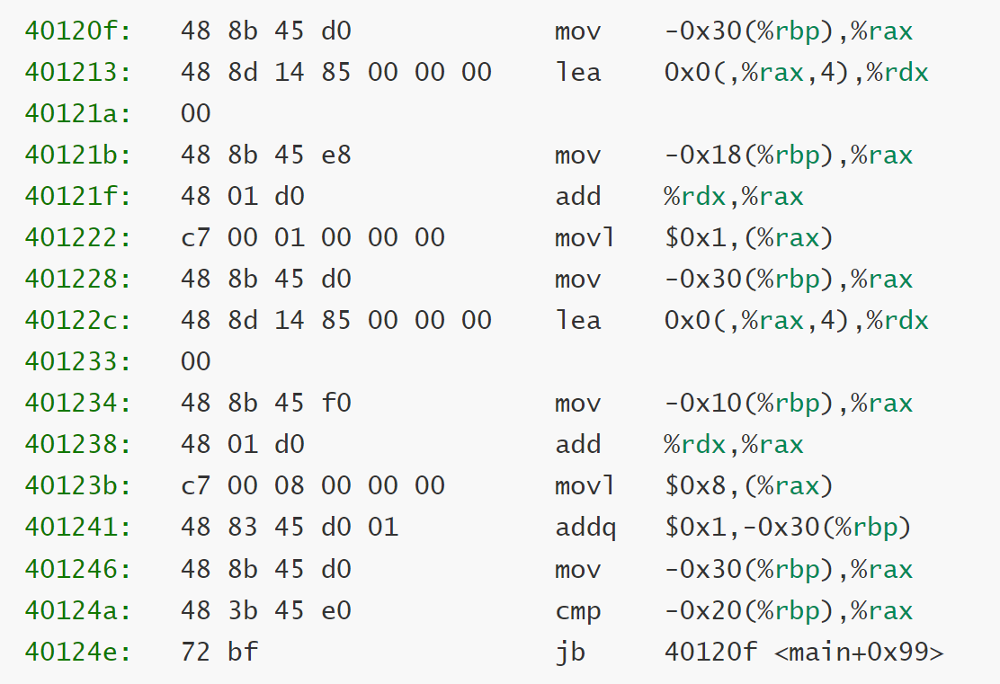 40120f: 48 8b 45 d0 mov -0x30(%rbp),%rax
401213: 48 8d 14 85 00 00 00 lea 0x0(,%rax,4),%rdx
40121a: 00
40121b: 48 8b 45 e8 mov -0x18(%rbp),%rax
40121f: 48 01 d0 add %rdx,%rax
401222: c7 00 01 00 00 00 movl $0x1,(%rax)
401228: 48 8b 45 d0 mov -0x30(%rbp),%rax
40122c: 48 8d 14 85 00 00 00 lea 0x0(,%rax,4),%rdx
401233: 00
401234: 48 8b 45 f0 mov -0x10(%rbp),%rax
401238: 48 01 d0 add %rdx,%rax
40123b: c7 00 08 00 00 00 movl $0x8,(%rax)
401241: 48 83 45 d0 01 addq $0x1,-0x30(%rbp)
401246: 48 8b 45 d0 mov -0x30(%rbp),%rax
40124a: 48 3b 45 e0 cmp -0x20(%rbp),%rax
40124e: 72 bf jb 40120f <main+0x99>